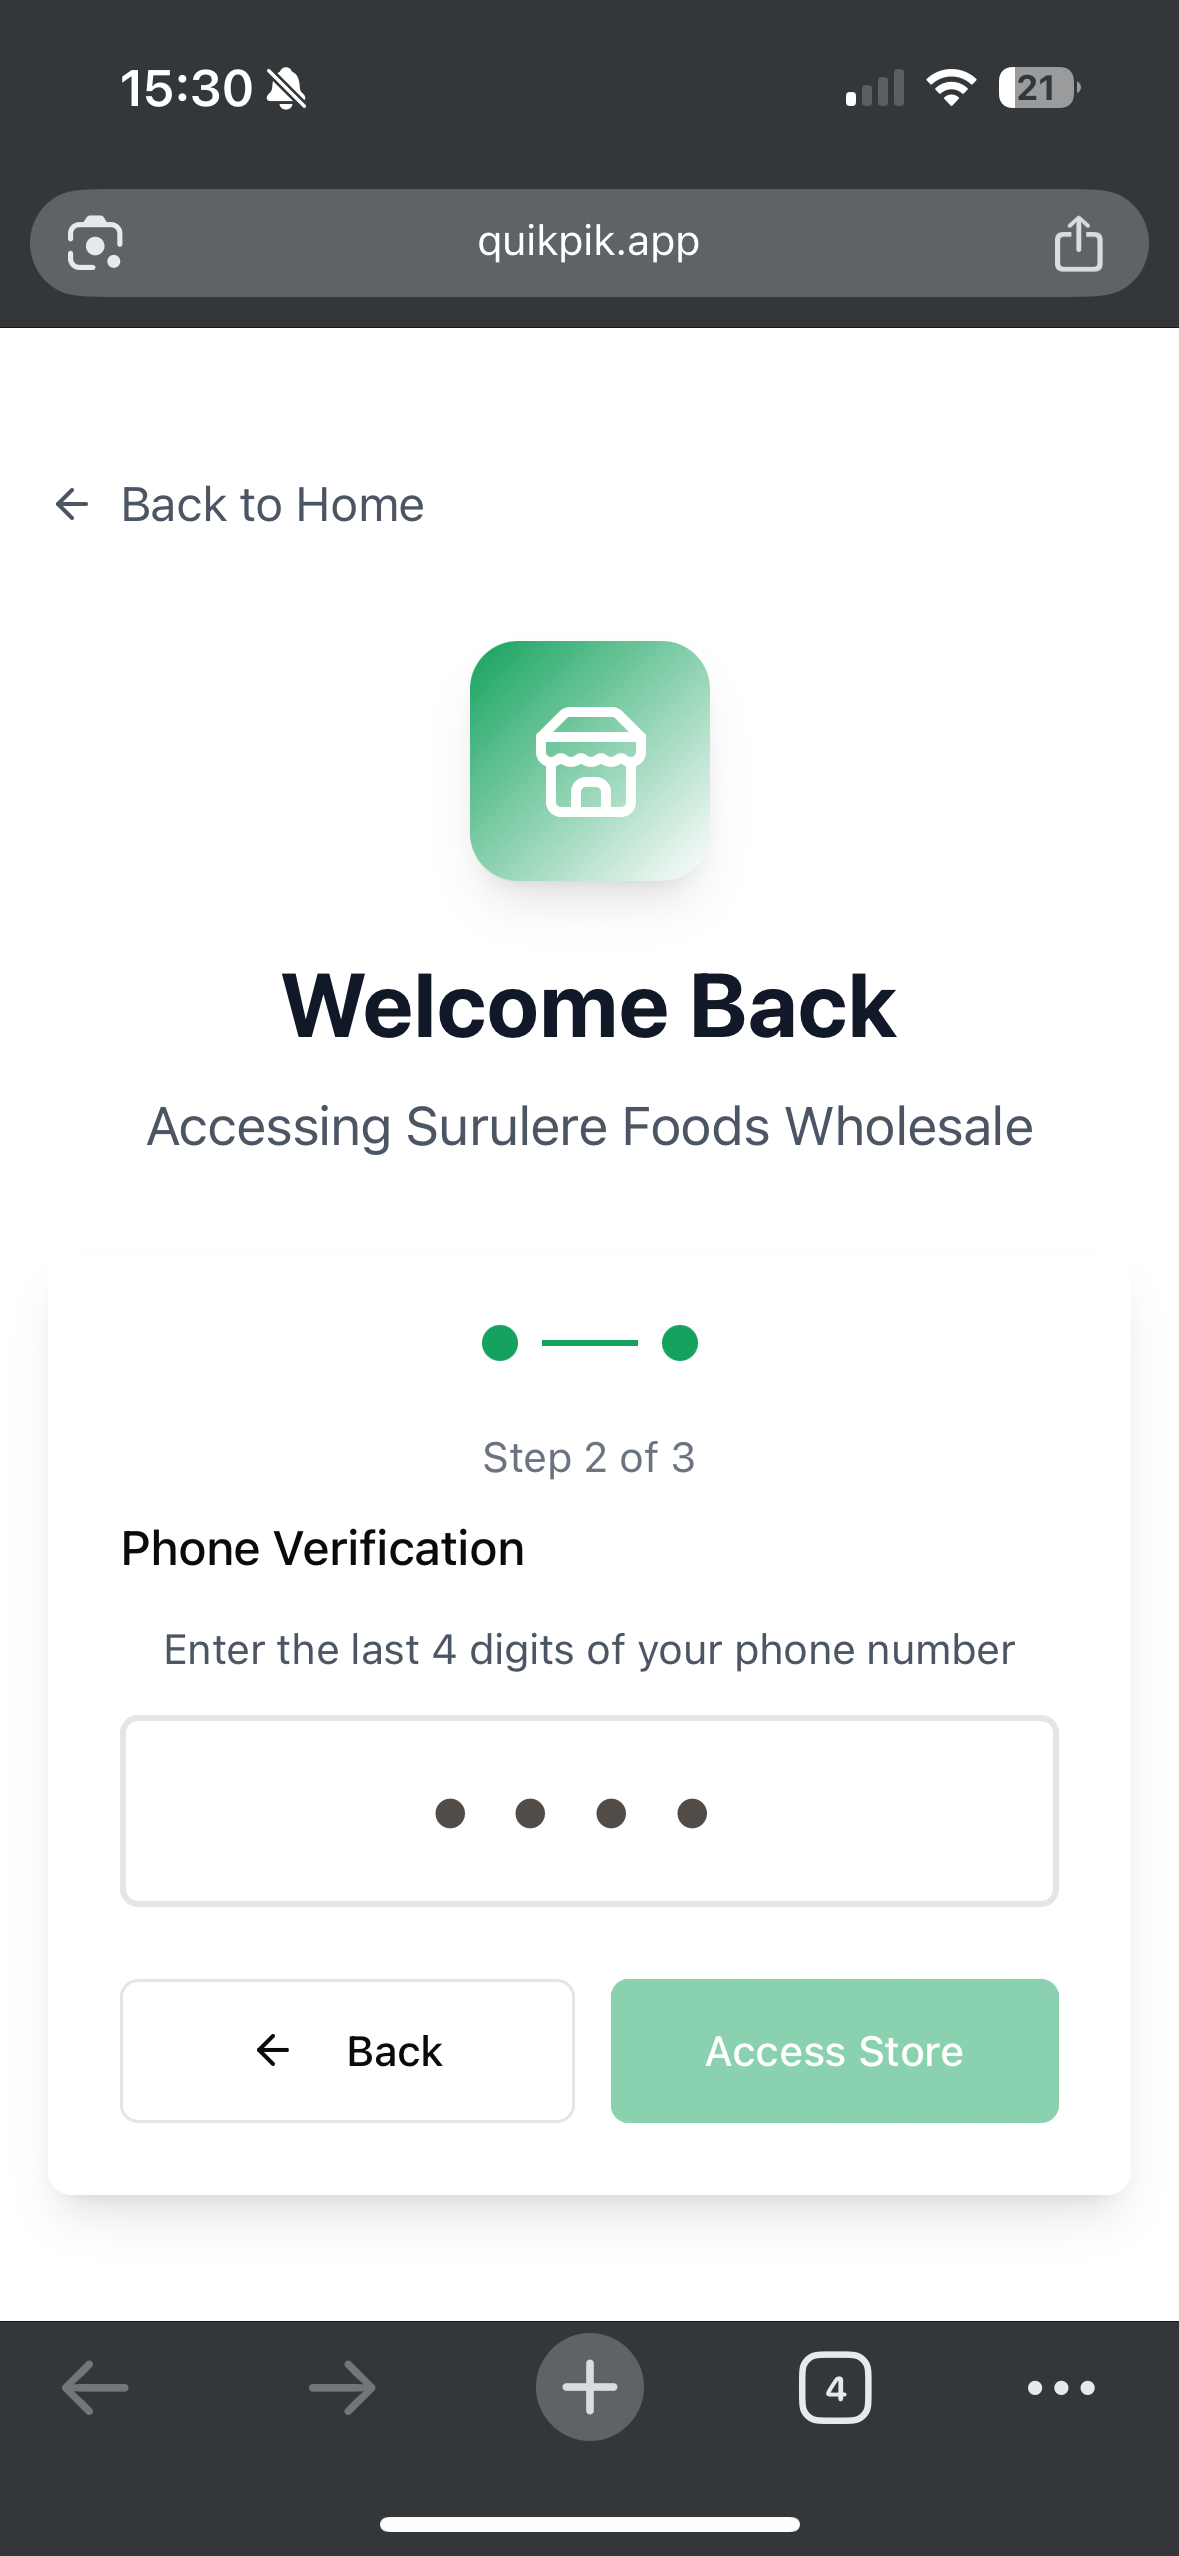 15:30
21
quikpik.app
Back to Home
Welcome Back
Accessing Surulere Foods Wholesale
Step 2 of 3
Phone Verification
Enter the last 4 digits of your phone number
Back
Access Store
4